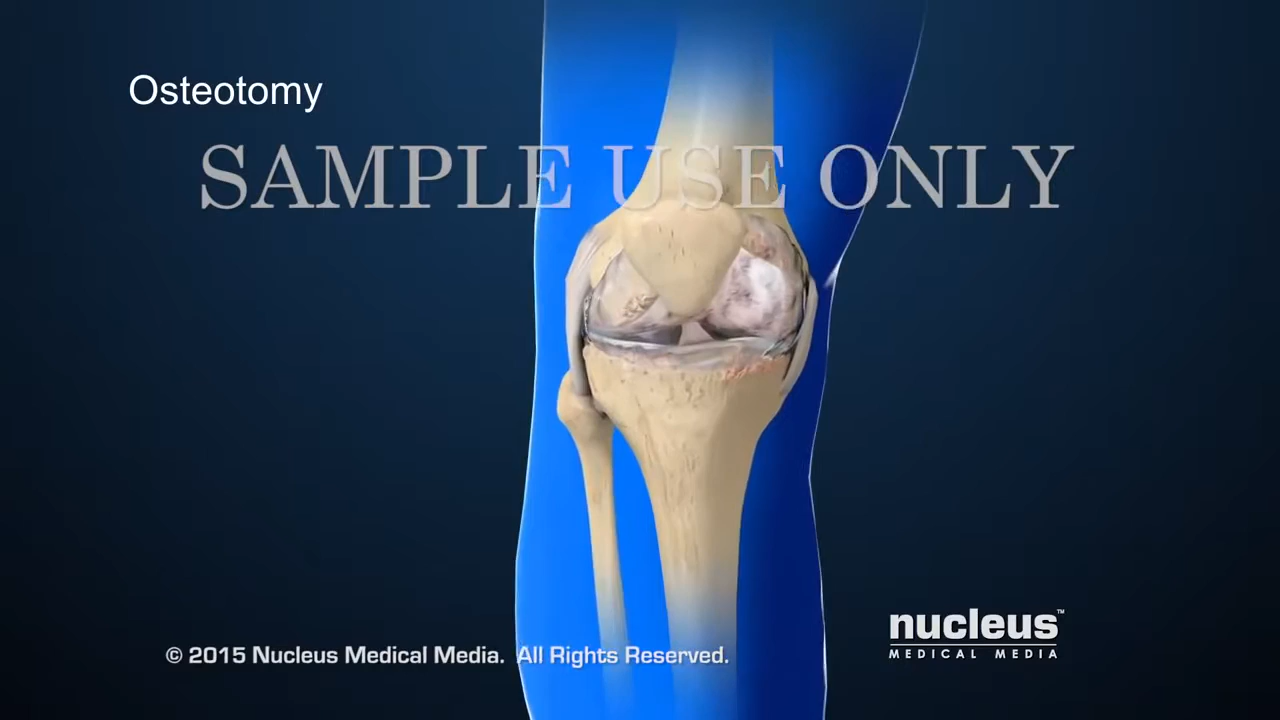 Osteotomy
SAMPLE USE ONLY
nucleus™
MEDICAL MEDIA
© 2015 Nucleus Medical Media. All Rights Reserved.